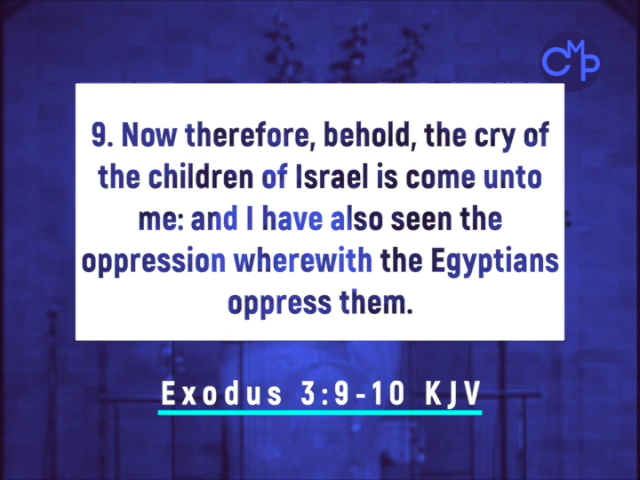 CMP
9. Now therefore, behold, the cry of
the children of Israel is come unto
me: and I have also seen the
oppression wherewith the Egyptians
oppress them.
Exodus 3:9-10 KJV